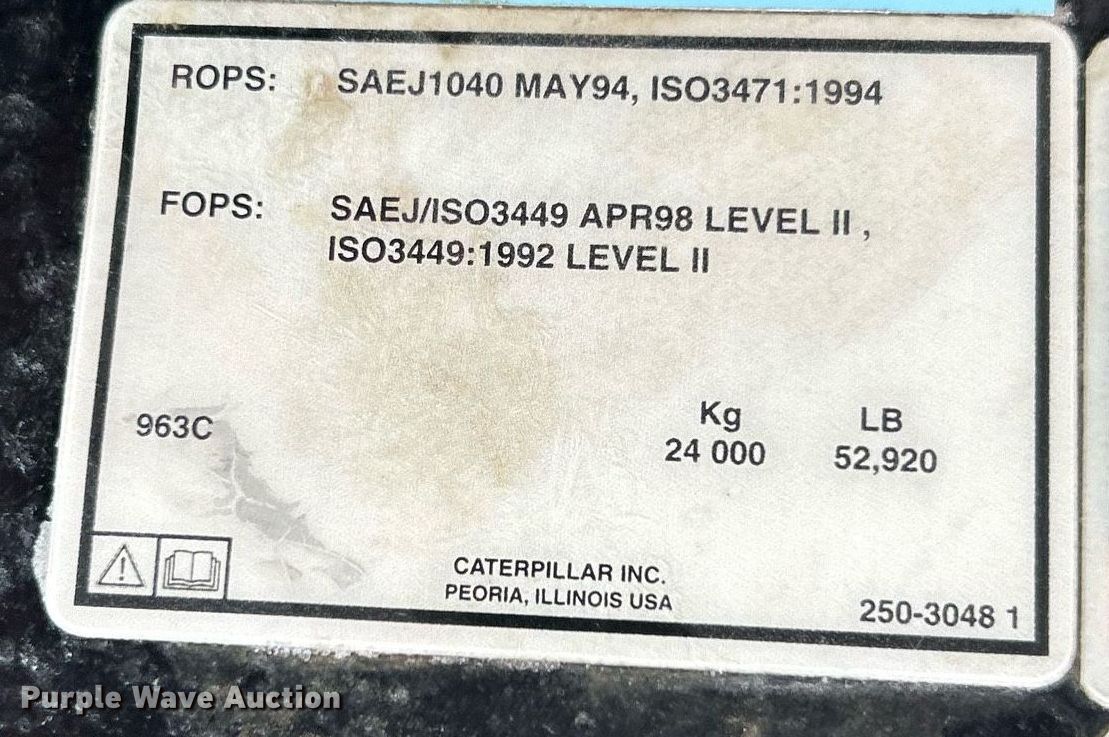 ROPS: SAEJ1040 MAY94, ISO3471:1994
FOPS: SAEJ/ISO3449 APR98 LEVEL II ,
ISO3449:1992 LEVEL II
Kg LB
963C 24 000 52,920
CATERPILLAR INC.
PEORIA, ILLINOIS USA
250-3048 1
Purple Wave Auction